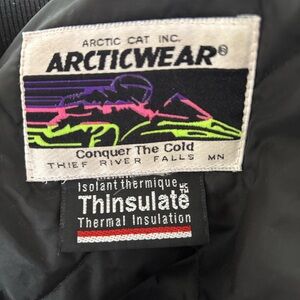 ARCTIC CAT INC.
ARCTICWEAR®
Conquer The Cold
THIEF RIVER FALLS MN
Isolant thermique
Thinsulate
Thermal Insulation